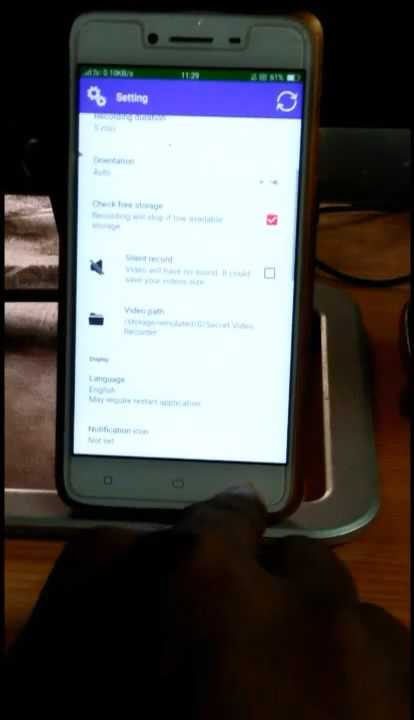 0.10KB/s 11:29 61%
Setting
Recording duration
5 min
Orientation
Auto
Check free storage
Recording will stop if low available
storage
Silent record
Video will have no sound. It could
save your videos size
Video path
/storage/emulated/0/Secret Video
Recorder
Display
Language
English
May require restart application
Notification icon
Not set